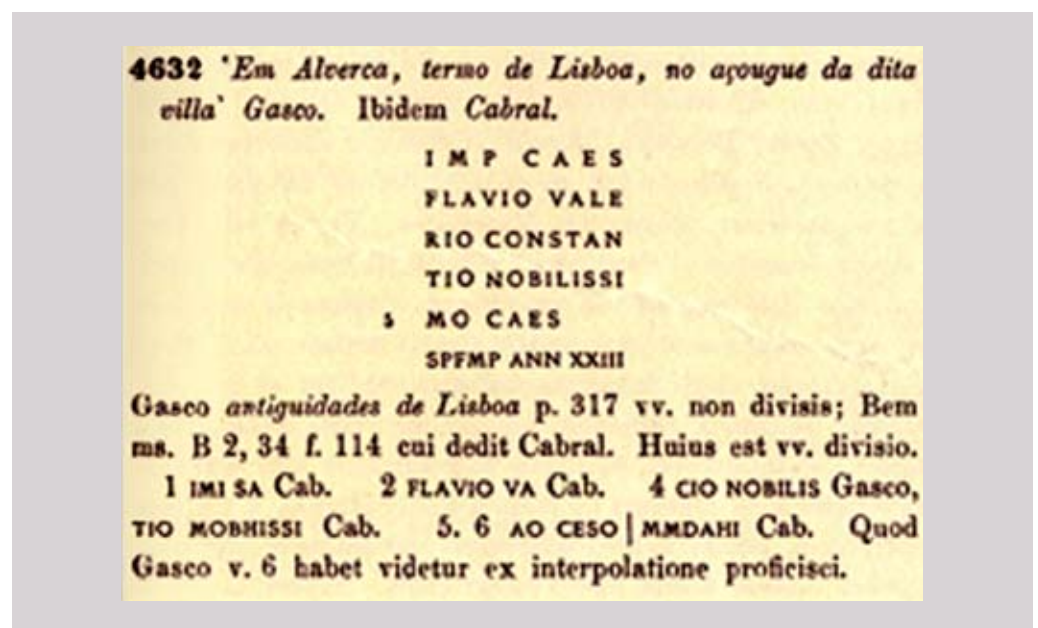 4632 'Em Alverca, termo de Lisboa, no açougue da dita
villa' Gasco. Ibidem Cabral.
IMP CAES
FLAVIO VALE
RIO CONSTAN
TIO NOBILISSI
5 MO CAES
SPFMP ANN XXIII
Gasco antiguidades de Lisboa p. 317 vv. non divisis; Bem
ms. B 2, 34 f. 114 cui dedit Cabral. Huius est vv. divisio.
1 IMI SA Cab. 2 FLAVIO VA Cab. 4 CIO NOBILIS Gasco,
TIO MOBHISSI Cab. 5. 6 AO CESO | MMDAHI Cab. Quod
Gasco v. 6 habet videtur ex interpolatione proficisci.